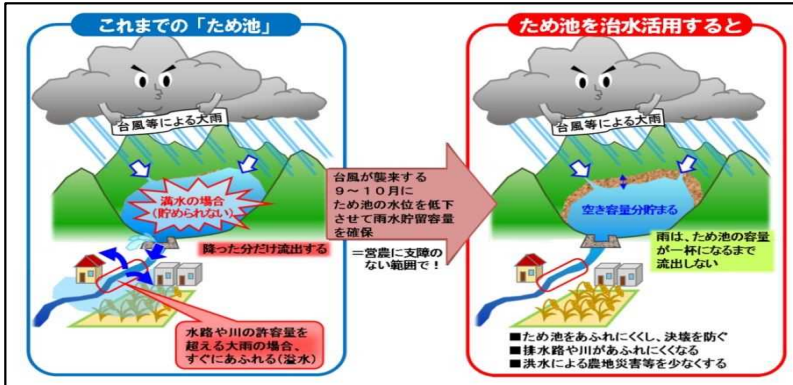 これまでの「ため池」
台風等による大雨
満水の場合
(貯められない)
降った分だけ流出する
水路や川の許容量を
超える大雨の場合、
すぐにあふれる(溢水)
台風が襲来する
9~10月に
ため池の水位を低下
させて雨水貯留容量
を確保
=営農に支障の
ない範囲で!
ため池を治水活用すると
台風等による大雨
空き容量分貯まる
雨は、ため池の容量
が一杯になるまで
流出しない
■ため池をあふれにくくし、決壊を防ぐ
■排水路や川があふれにくくなる
■洪水による農地災害等を少なくする